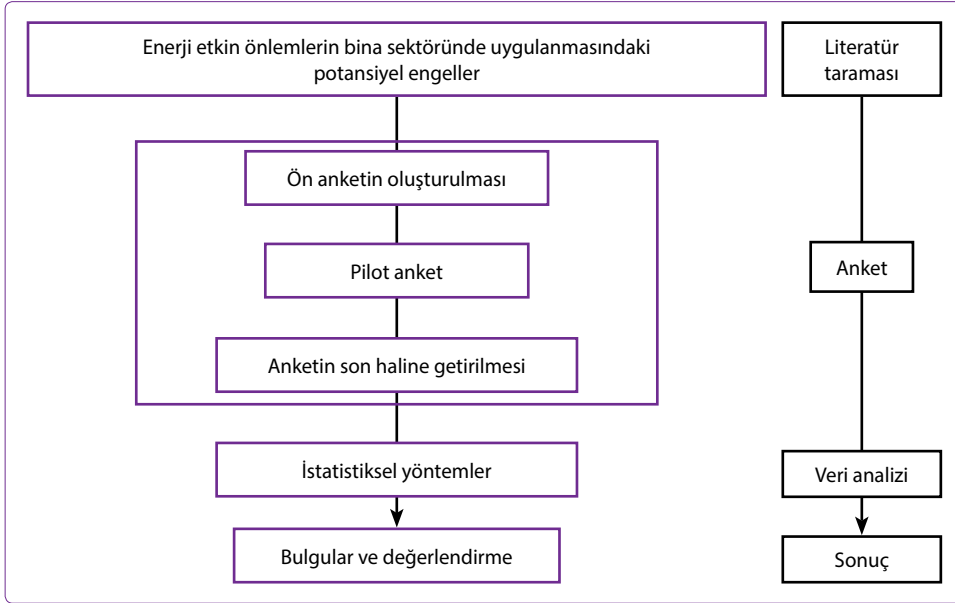 Enerji etkin önlemlerin bina sektöründe uygulanmasındaki
potansiyel engeller
Literatür
taraması
Ön anketin oluşturulması
Pilot anket
Anket
Anketin son haline getirilmesi
İstatistiksel yöntemler
Veri analizi
Bulgular ve değerlendirme
Sonuç